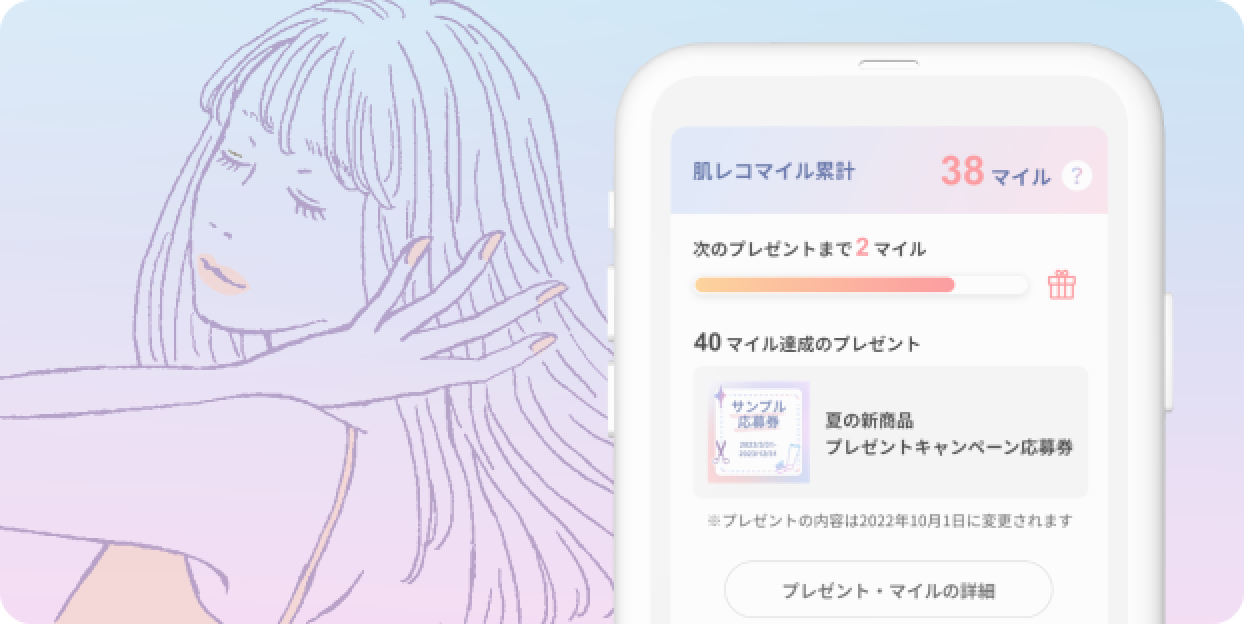 肌レコマイル累計
38 マイル ?
次のプレゼントまで2 マイル
40 マイル達成のプレゼント
サンプル
応募券
夏の新商品
プレゼントキャンペーン応募券
※プレゼントの内容は2022年10月1日に変更されます
プレゼント・マイルの詳細